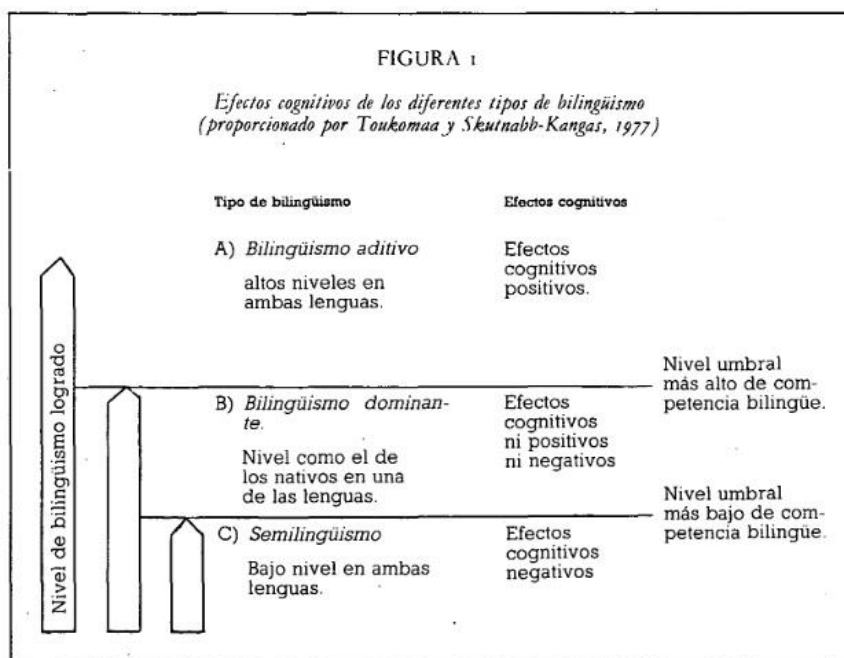 FIGURA 1
Efectos cognitivos de los diferentes tipos de bilingüismo
(proporcionado por Toukomaa y Skutnabb-Kangas, 1977)
Tipo de bilingüismo
Efectos cognitivos
A) Bilingüismo aditivo
altos niveles en
ambas lenguas.
Efectos
cognitivos
positivos.
Nivel umbral
más alto de com-
petencia bilingüe.
B) Bilingüismo dominan-
te.
Nivel como el de
los nativos en una
de las lenguas.
Efectos
cognitivos
ni positivos
ni negativos
Nivel umbral
más bajo de com-
petencia bilingüe.
C) Semilingüismo
Bajo nivel en ambas
lenguas.
Efectos
cognitivos
negativos
Nivel de bilingüismo logrado